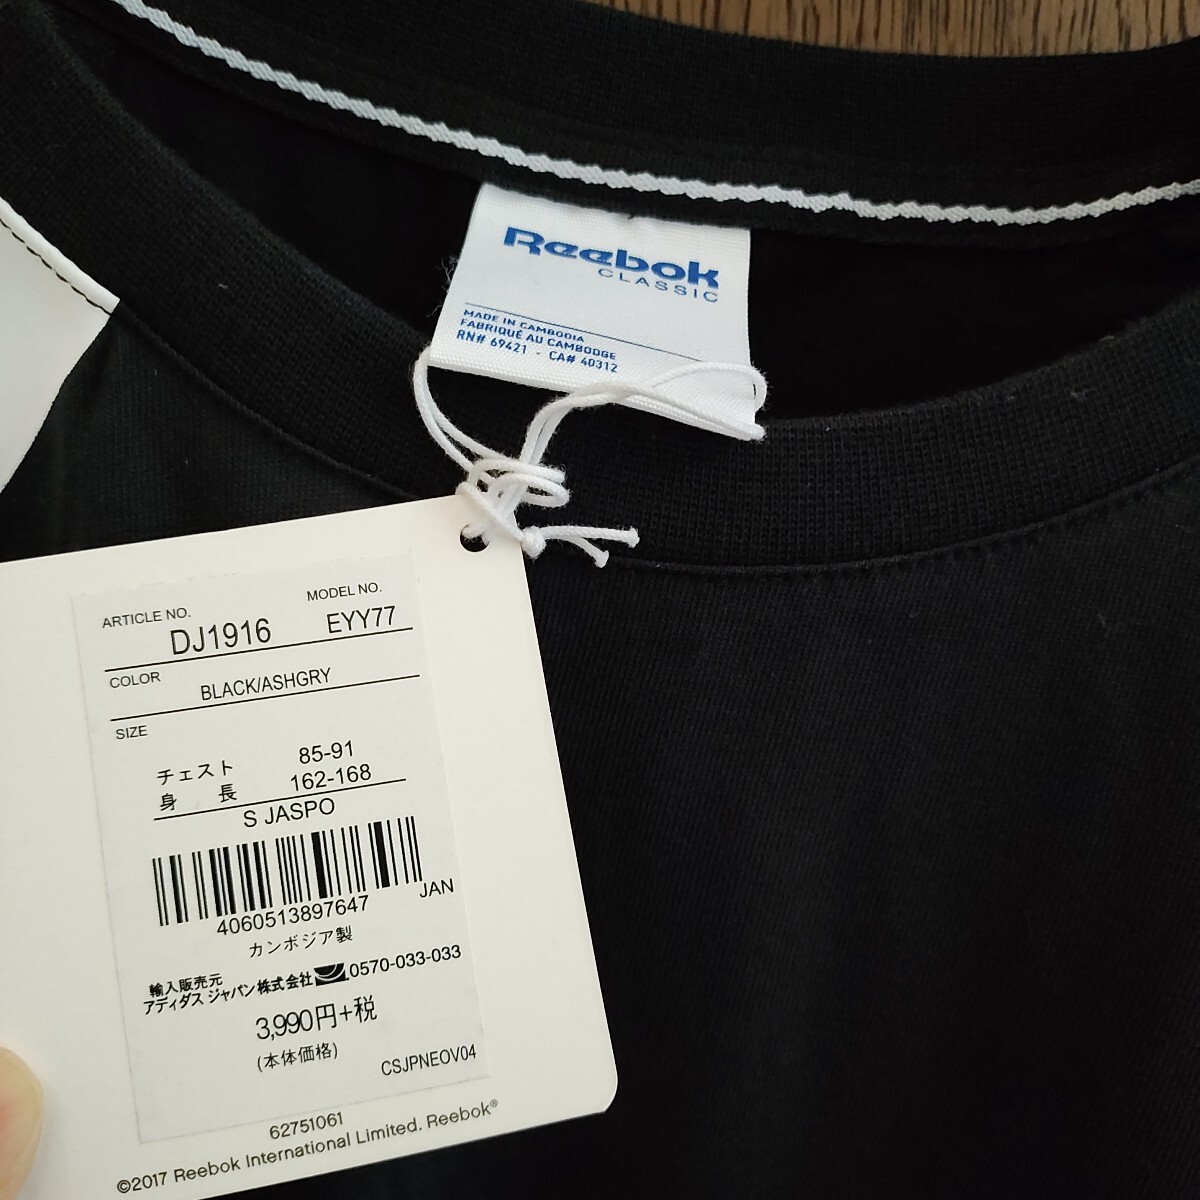 Reebok
CLASSIC
MADE IN CAMBODIA
FABRIQUÉ AU CAMBODGE
RN# 69421 - CA# 40312
ARTICLE NO. MODEL NO.
DJ1916 EYY77
COLOR
BLACK/ASHGRY
SIZE
チェスト 85-91
身 長 162-168
S JASPO
JAN
4060513897647
カンボジア製
輸入販売元
アディダス ジャパン株式会社 0570-033-033
3,990円+税
(本体価格)
CSJPNEOV04
62751061
©2017 Reebok International Limited. Reebok®